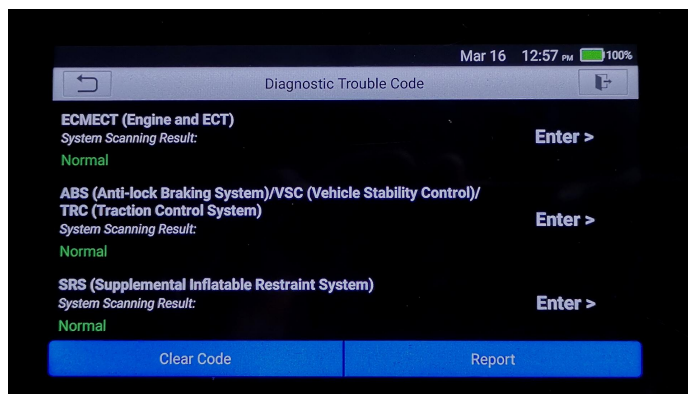 Mar 16 12:57 PM 100%
Diagnostic Trouble Code
ECMECT (Engine and ECT)
System Scanning Result:
Enter >
Normal
ABS (Anti-lock Braking System)/VSC (Vehicle Stability Control)/
TRC (Traction Control System)
Enter >
System Scanning Result:
Normal
SRS (Supplemental Inflatable Restraint System)
System Scanning Result:
Enter >
Normal
Clear Code Report